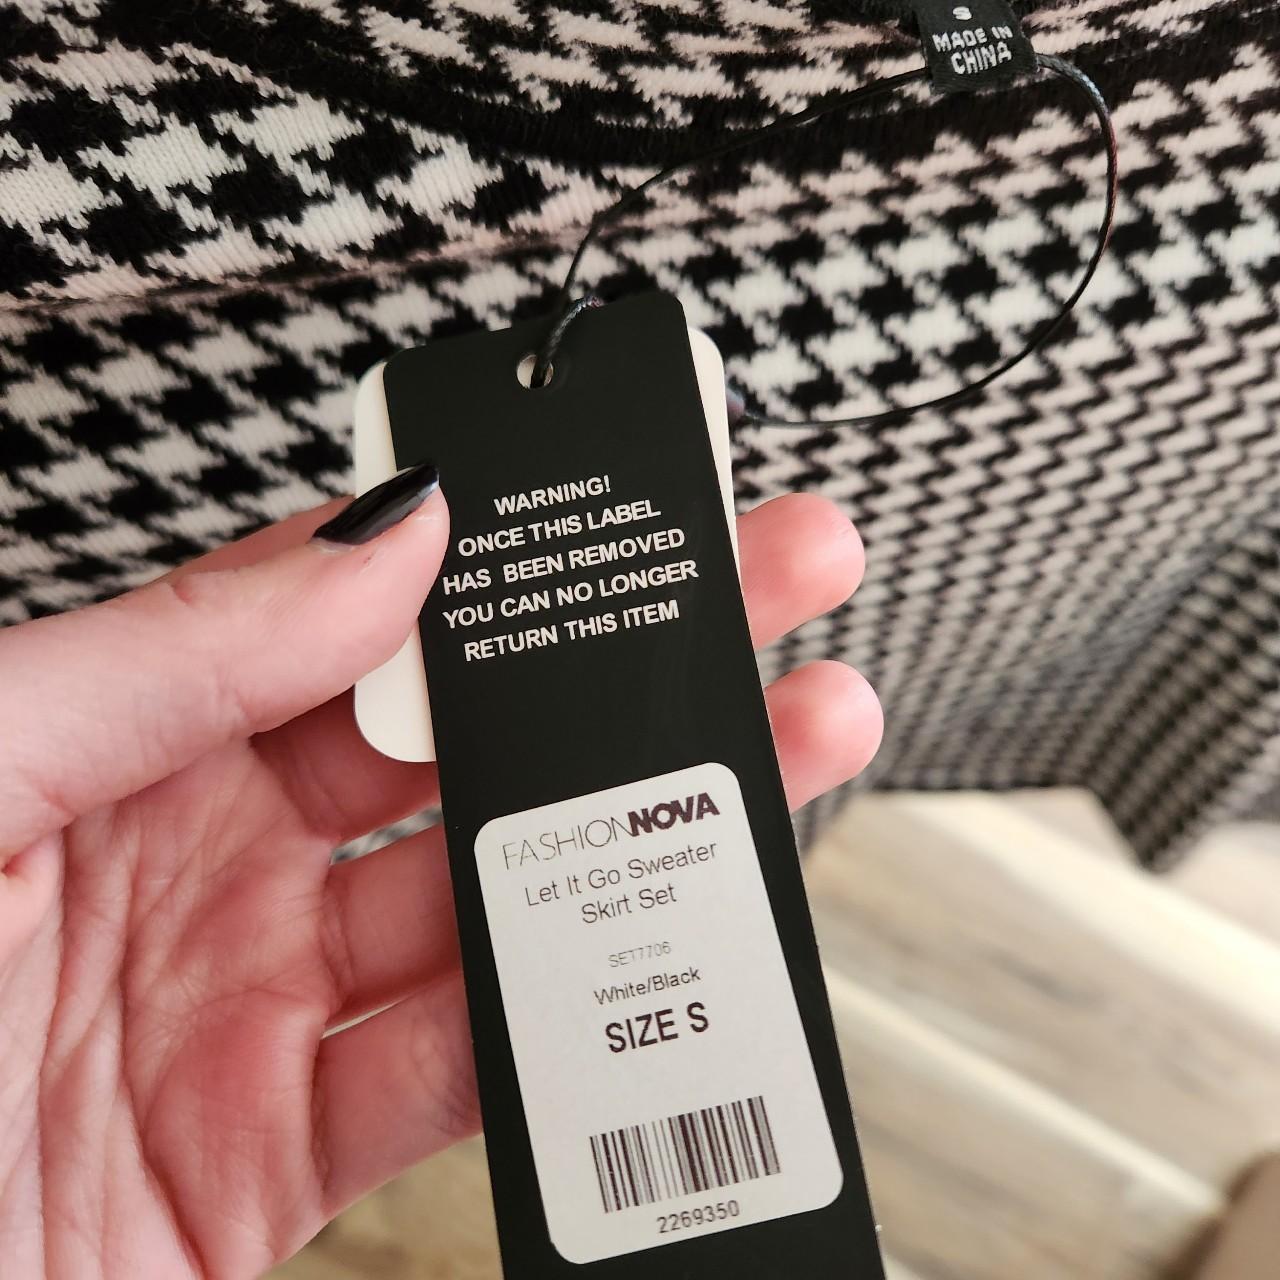 S
MADE IN
CHINA
WARNING!
ONCE THIS LABEL
HAS BEEN REMOVED
YOU CAN NO LONGER
RETURN THIS ITEM
FASHIONNOVA
Let It Go Sweater
Skirt Set
SET7706
White/Black
SIZE S
2269350